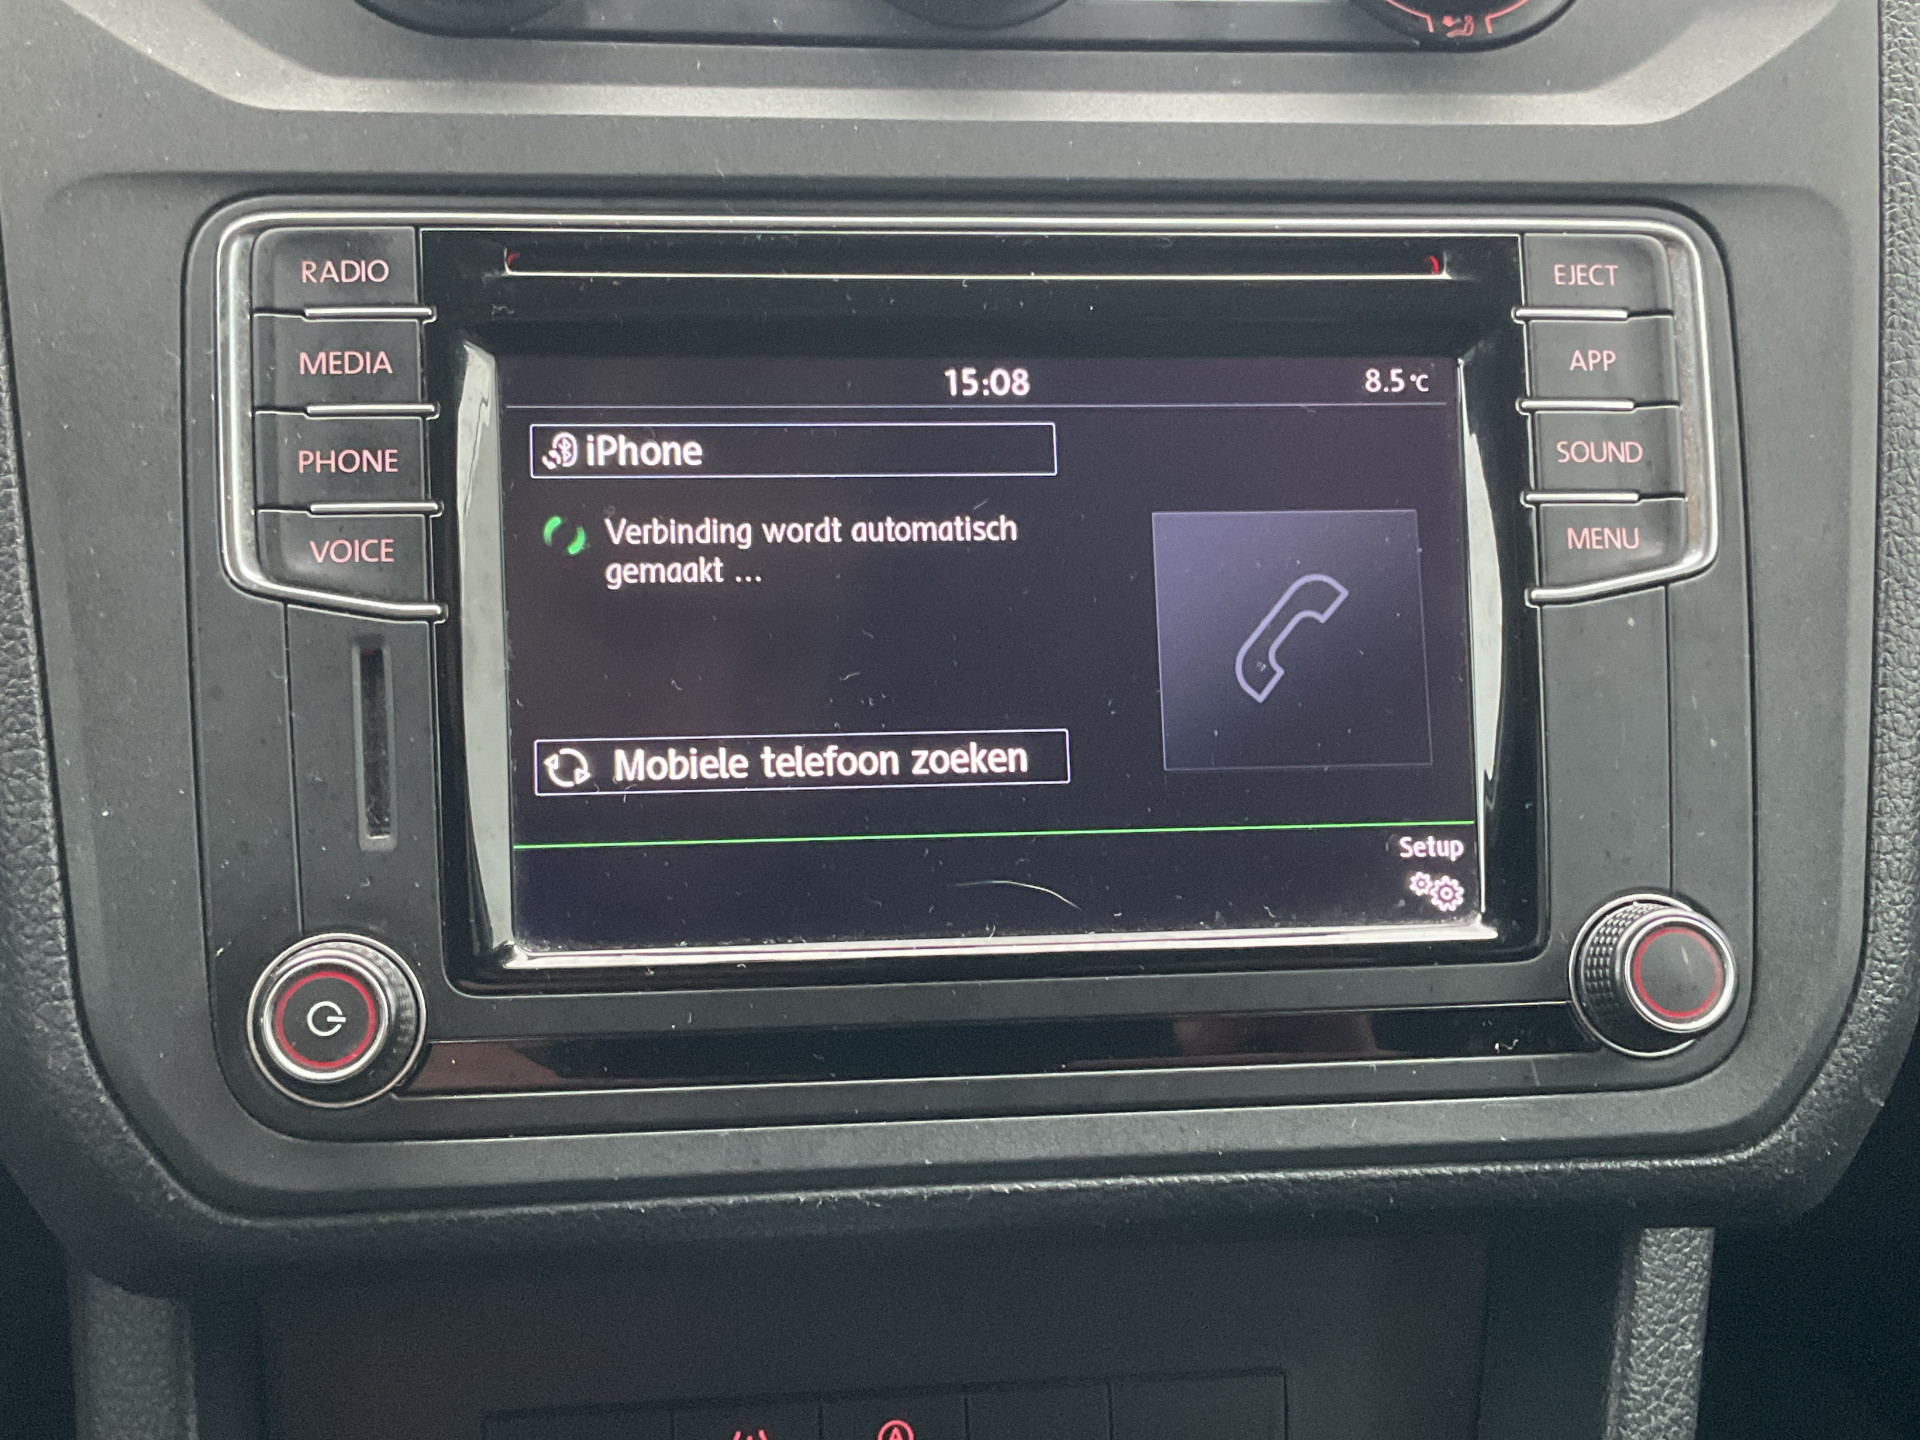 RADIO
MEDIA
PHONE
VOICE
15:08
8.5°C
iPhone
Verbinding wordt automatisch
gemaakt ...
Mobiele telefoon zoeken
Setup
EJECT
APP
SOUND
MENU
A